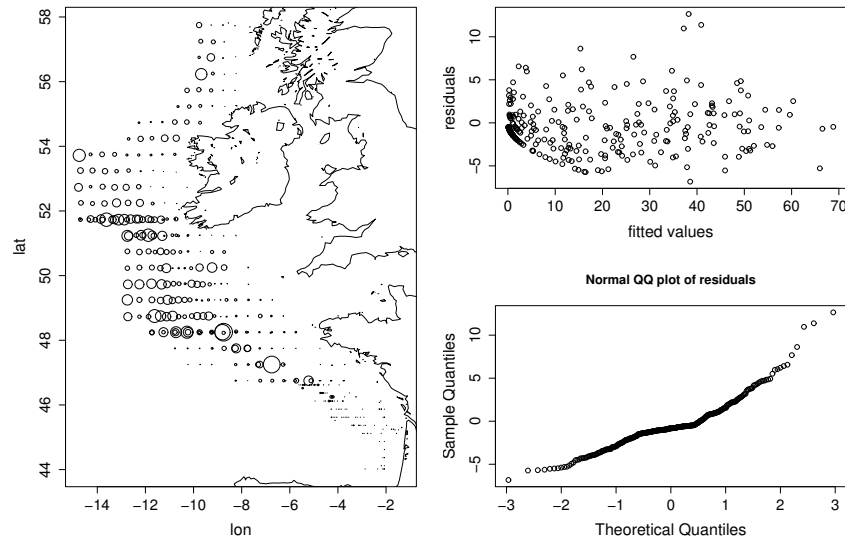 58
56
54
52
50
48
46
44
lat
−14 −12 −10 −8 −6 −4 −2
lon
10
5
0
−5
residuals
0 10 20 30 40 50 60 70
fitted values
Normal QQ plot of residuals
10
5
0
−5
Sample Quantiles
−3 −2 −1 0 1 2 3
Theoretical Quantiles